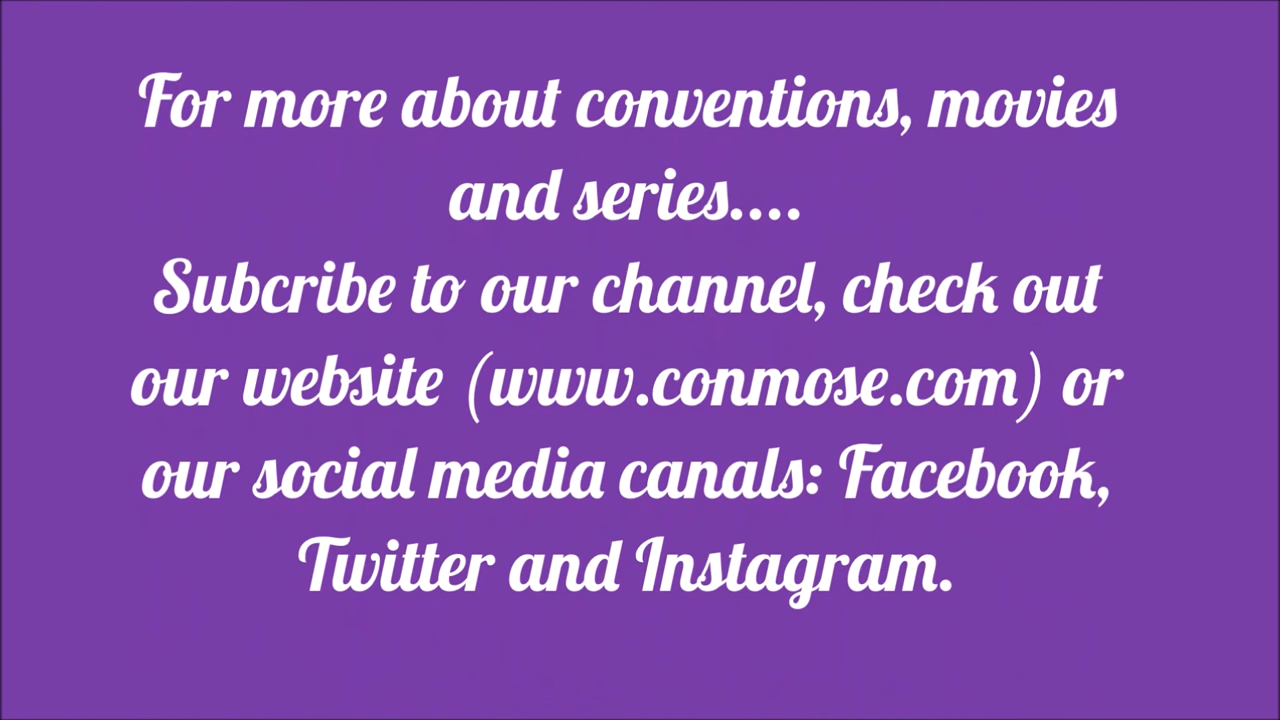 For more about conventions, movies
and series....
Subcribe to our channel, check out
our website (www.conmose.com) or
our social media canals: Facebook,
Twitter and Instagram.